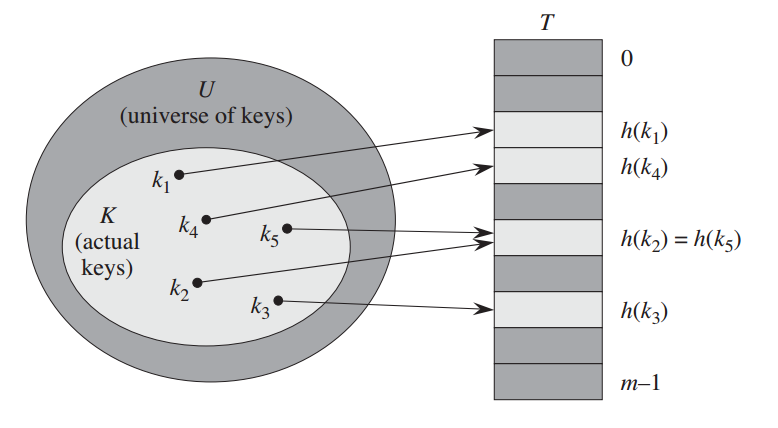 T
0
U
(universe of keys)
h(k₁)
h(k₄)
k₁
K
(actual
keys)
k₄
k₅
h(k₂) = h(k₅)
k₂
k₃
h(k₃)
m–1